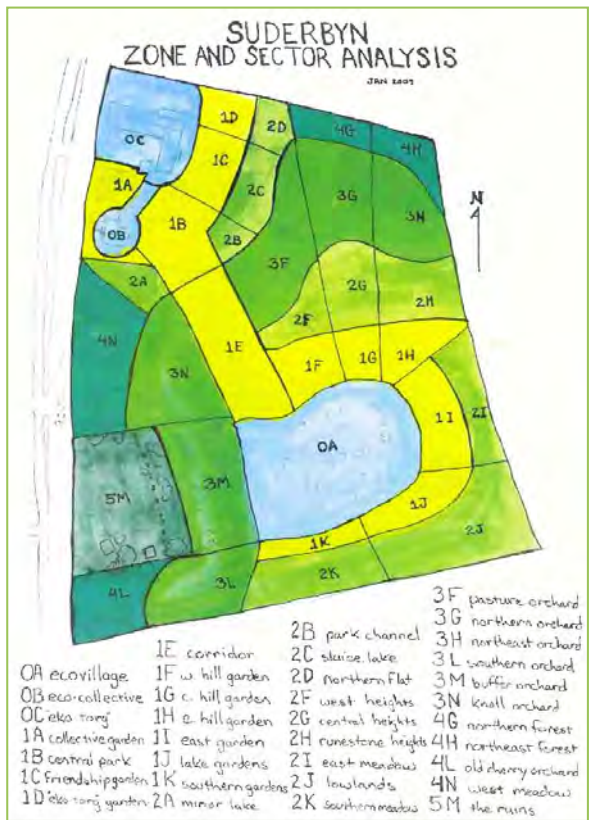 SUDERBYN
ZONE AND SECTOR ANALYSIS
JAN 2009
1D
2D
4G
4H
OC
1C
1A
2C
3G
3N
N
1B
OB
2B
3F
2A
2G
2H
2F
4N
1E
3N
1F
1G
1H
1I
2I
OA
5M
3M
1J
2J
1K
2K
4L
3L
OA ecovillage
OB eco-collective
OC 'eko torg'
1A collective garden
1B central park
1C friendship garden
1D 'eko torg' garden
1E corridor
1F w. hill garden
1G c. hill garden
1H e. hill garden
1I east garden
1J lake gardens
1K southern gardens
2A minor lake
2B park channel
2C sluise lake
2D northern flat
2F west heights
2G central heights
2H runestone heights
2I east meadow
2J lowlands
2K southern meadow
3F pasture orchard
3G northern orchard
3H northeast orchard
3L southern orchard
3M buffer orchard
3N knoll orchard
4G northern forest
4H northeast forest
4L old cherry orchard
4N west meadow
5M the ruins